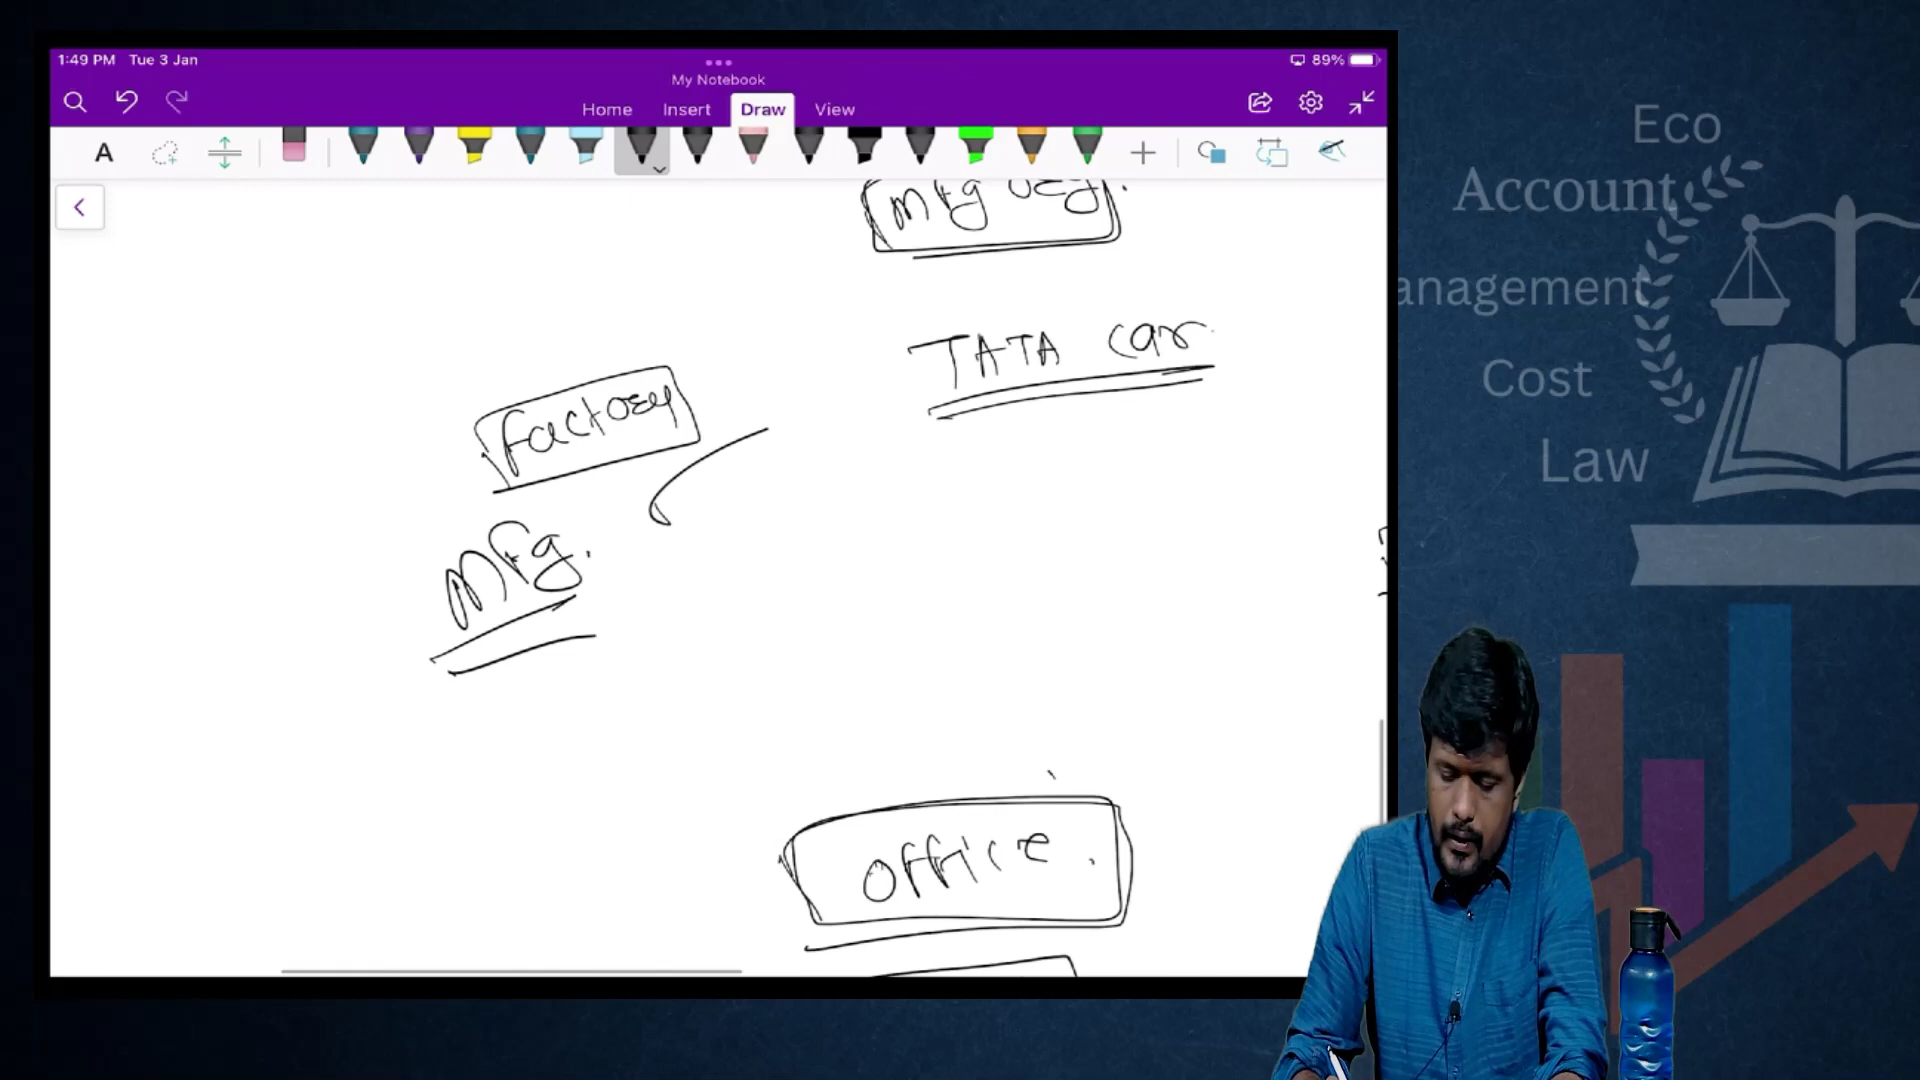 1:49 PM Tue 3 Jan
89%
My Notebook
Home Insert Draw View
A
Mfg org.
TATA car.
Factory
Mfg.
Office.
Eco
Account
anagement
Cost
Law